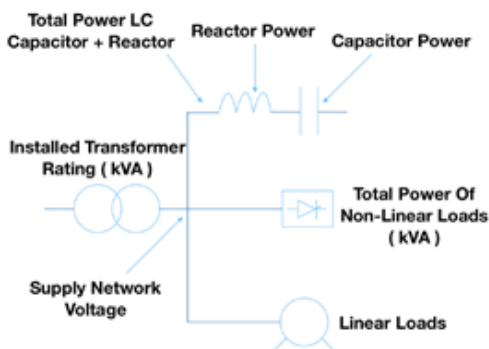 Total Power LC
Capacitor + Reactor
Reactor Power
Capacitor Power
Installed Transformer
Rating ( kVA )
Total Power Of
Non-Linear Loads
( kVA )
Supply Network
Voltage
Linear Loads